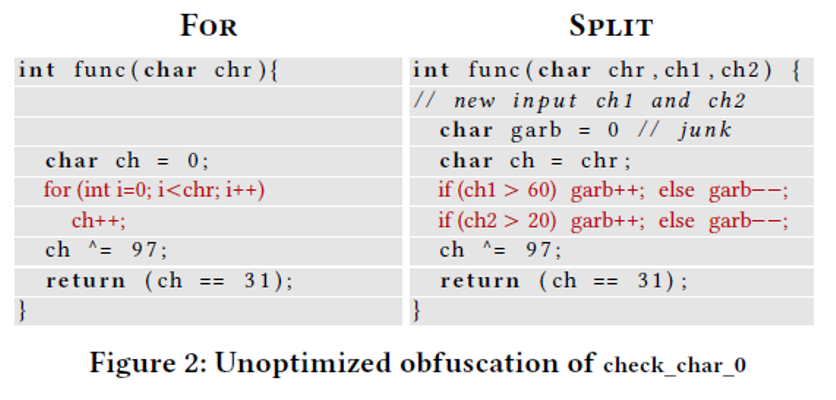 FOR
int func(char chr){
char ch = 0;
for (int i=0; i<chr; i++)
ch++;
ch ^= 97;
return (ch == 31);
}
SPLIT
int func(char chr,ch1,ch2) {
// new input ch1 and ch2
char garb = 0 // junk
char ch = chr;
if (ch1 > 60) garb++; else garb--;
if (ch2 > 20) garb++; else garb--;
ch ^= 97;
return (ch == 31);
}
Figure 2: Unoptimized obfuscation of check_char_0